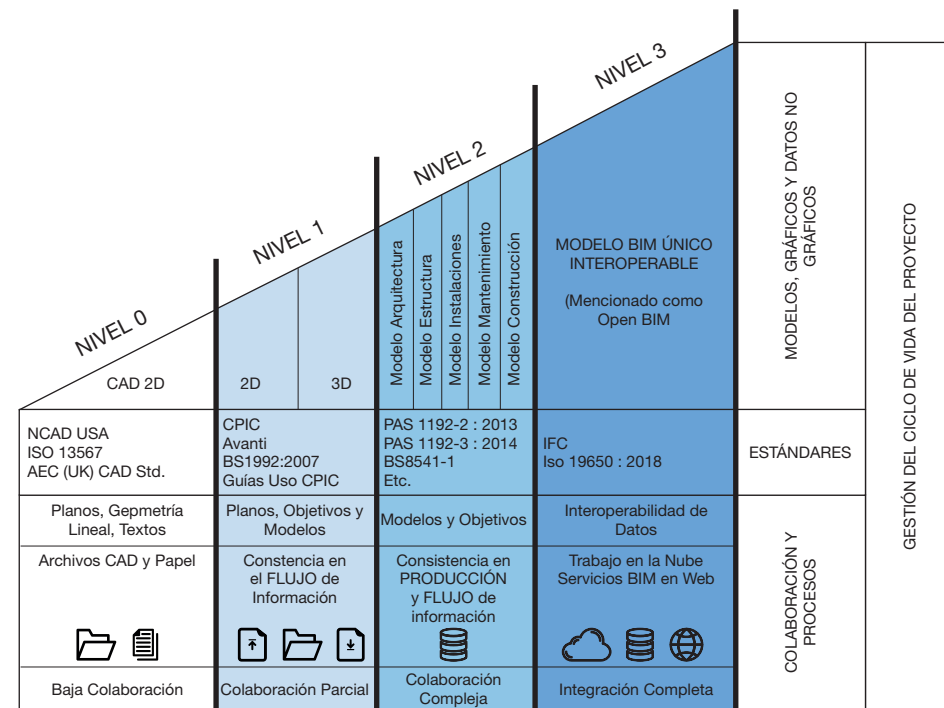 NIVEL 0
NIVEL 1
NIVEL 2
NIVEL 3
CAD 2D
2D
3D
Modelo Arquitectura
Modelo Estructura
Modelo Instalaciones
Modelo Mantenimiento
Modelo Construcción
MODELO BIM ÚNICO
INTEROPERABLE
(Mencionado como
Open BIM
MODELOS, GRÁFICOS Y DATOS NO
GRÁFICOS
NCAD USA
ISO 13567
AEC (UK) CAD Std.
CPIC
Avanti
BS1992:2007
Guías Uso CPIC
PAS 1192-2 : 2013
PAS 1192-3 : 2014
BS8541-1
Etc.
IFC
Iso 19650 : 2018
ESTÁNDARES
Planos, Gepmetría
Lineal, Textos
Planos, Objetivos y
Modelos
Modelos y Objetivos
Interoperabilidad de
Datos
Archivos CAD y Papel
Constencia en
el FLUJO de
Información
Consistencia en
PRODUCCIÓN
y FLUJO de
información
Trabajo en la Nube
Servicios BIM en Web
Baja Colaboración
Colaboración Parcial
Colaboración
Compleja
Integración Completa
COLABORACIÓN Y
PROCESOS
GESTIÓN DEL CICLO DE VIDA DEL PROYECTO